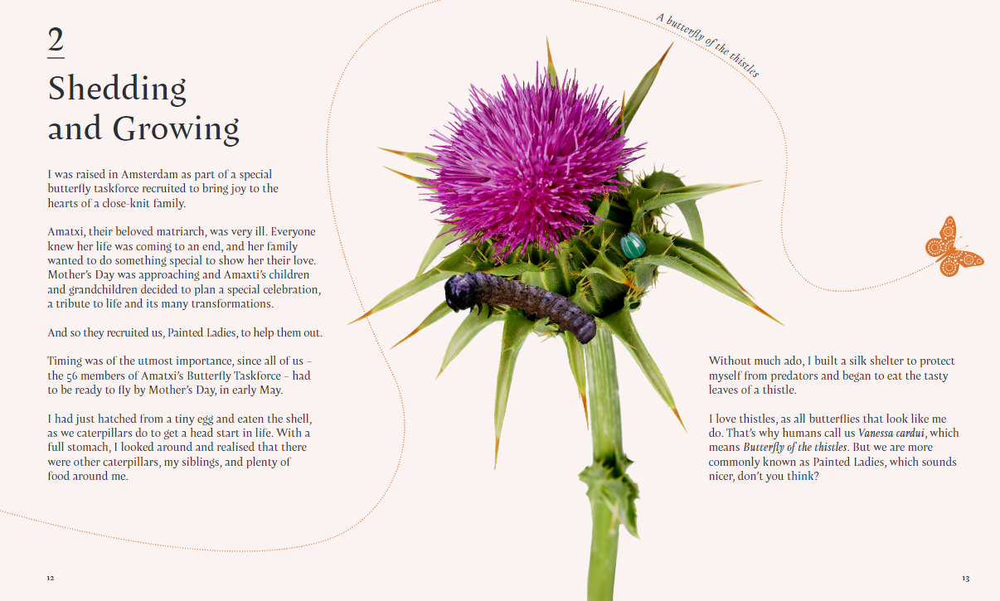 2
Shedding
and Growing
I was raised in Amsterdam as part of a special
butterfly taskforce recruited to bring joy to the
hearts of a close-knit family.
Amatxi, their beloved matriarch, was very ill. Everyone
knew her life was coming to an end, and her family
wanted to do something special to show her their love.
Mother’s Day was approaching and Amaxti’s children
and grandchildren decided to plan a special celebration,
a tribute to life and its many transformations.
And so they recruited us, Painted Ladies, to help them out.
Timing was of the utmost importance, since all of us –
the 56 members of Amatxi’s Butterfly Taskforce – had
to be ready to fly by Mother’s Day, in early May.
I had just hatched from a tiny egg and eaten the shell,
as we caterpillars do to get a head start in life. With a
full stomach, I looked around and realised that there
were other caterpillars, my siblings, and plenty of
food around me.
12
A butterfly of the thistles
Without much ado, I built a silk shelter to protect
myself from predators and began to eat the tasty
leaves of a thistle.
I love thistles, as all butterflies that look like me
do. That’s why humans call us Vanessa cardui, which
means Butterfly of the thistles. But we are more
commonly known as Painted Ladies, which sounds
nicer, don’t you think?
13